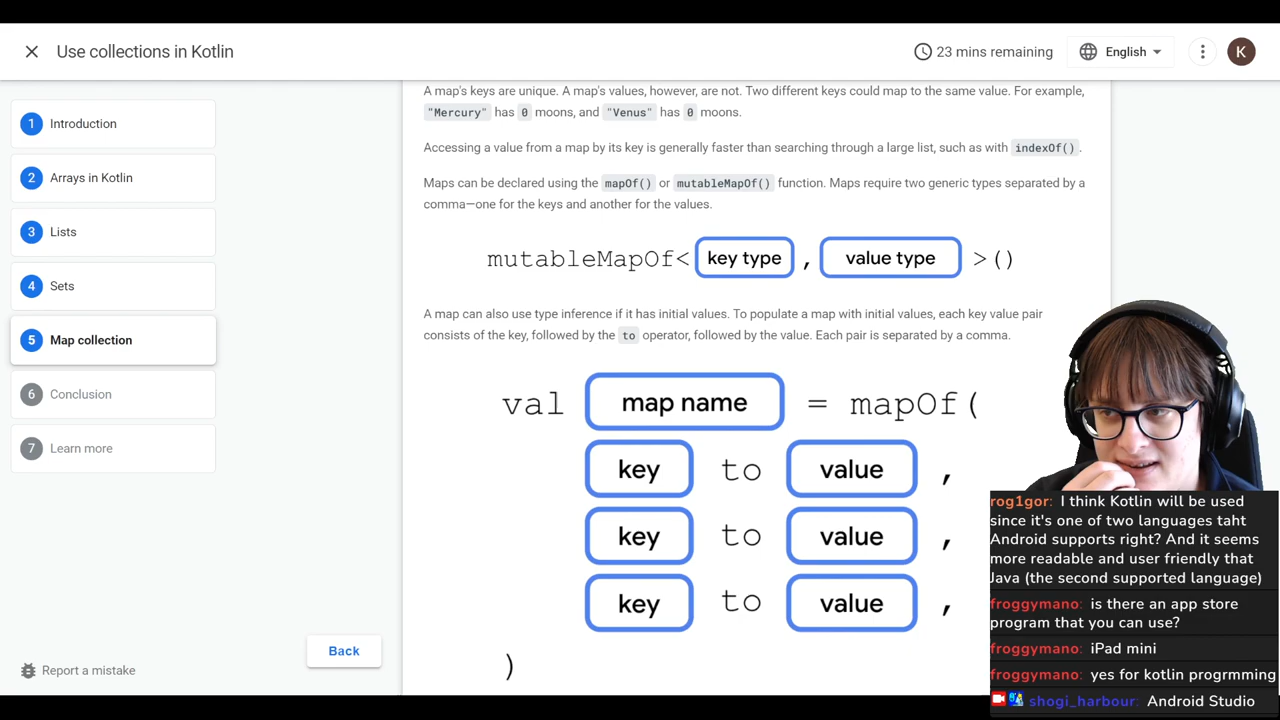 Use collections in Kotlin
23 mins remaining
English
K
1 Introduction
2 Arrays in Kotlin
3 Lists
4 Sets
5 Map collection
6 Conclusion
7 Learn more
Report a mistake
A map's keys are unique. A map's values, however, are not. Two different keys could map to the same value. For example,
"Mercury" has 0 moons, and "Venus" has 0 moons.
Accessing a value from a map by its key is generally faster than searching through a large list, such as with indexOf().
Maps can be declared using the mapOf() or mutableMapOf() function. Maps require two generic types separated by a
comma—one for the keys and another for the values.
mutableMapOf< key type , value type >()
A map can also use type inference if it has initial values. To populate a map with initial values, each key value pair
consists of the key, followed by the to operator, followed by the value. Each pair is separated by a comma.
val map name = mapOf(
key to value ,
key to value ,
key to value ,
)
Back
rog1gor: I think Kotlin will be used
since it's one of two languages taht
Android supports right? And it seems
more readable and user friendly that
Java (the second supported language)
froggymano: is there an app store
program that you can use?
froggymano: iPad mini
froggymano: yes for kotlin progrmming
shogi_harbour: Android Studio